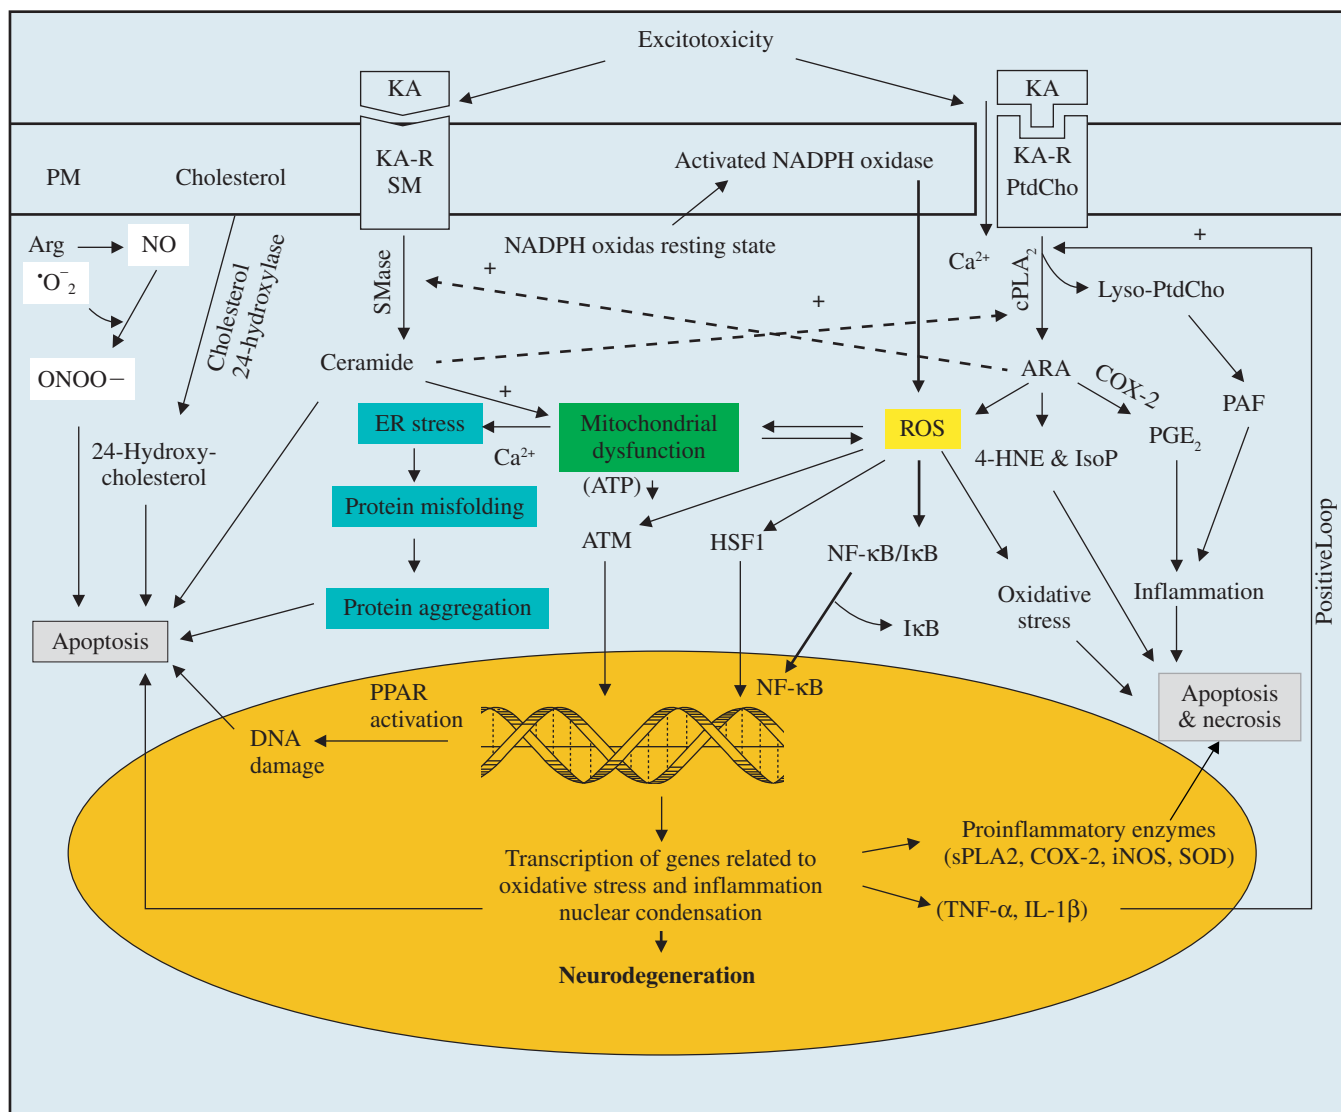 Excitotoxicity
KA
KA
KA-R
SM
KA-R
PtdCho
PM
Cholesterol
Activated NADPH oxidase
NADPH oxidas resting state
Arg
NO
•O₂⁻
ONOO−
Cholesterol
24-hydroxylase
SMase
+
+
+
Ca²⁺
cPLA₂
Lyso-PtdCho
Ceramide
+
ARA
COX-2
PAF
ER stress
Ca²⁺
Mitochondrial
dysfunction
(ATP)
ROS
4-HNE & IsoP
PGE₂
24-Hydroxy-
cholesterol
Protein misfolding
ATM
HSF1
NF-κB/IκB
IκB
Oxidative
stress
Inflammation
PositiveLoop
Protein aggregation
Apoptosis
NF-κB
Apoptosis
& necrosis
PPAR
activation
DNA
damage
Transcription of genes related to
oxidative stress and inflammation
nuclear condensation
Proinflammatory enzymes
(sPLA2, COX-2, iNOS, SOD)
(TNF-α, IL-1β)
Neurodegeneration